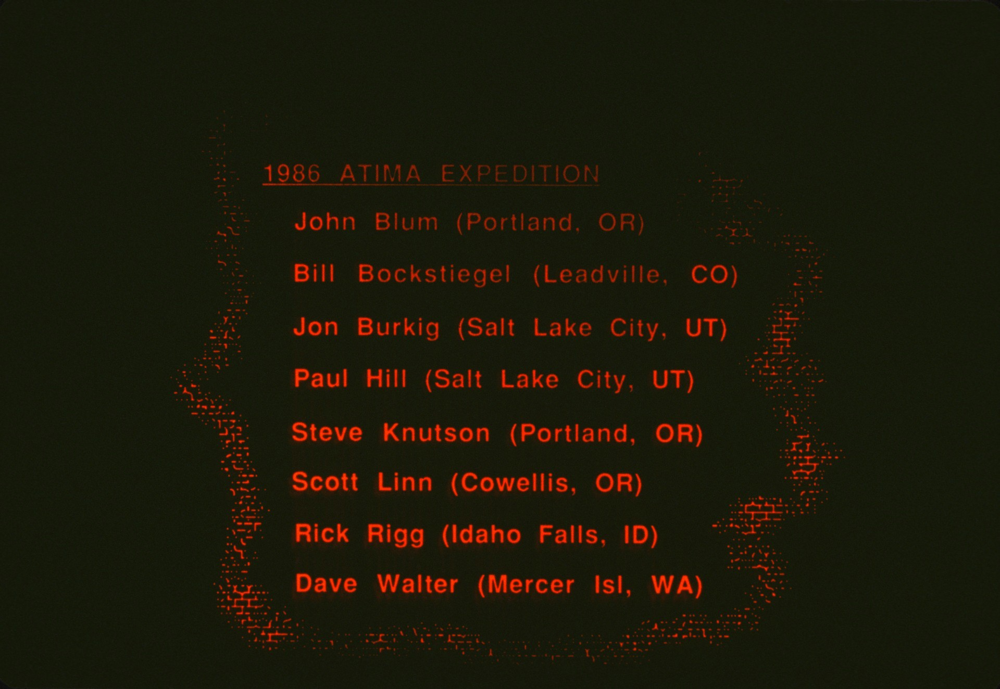 1986 ATIMA EXPEDITION
John Blum (Portland, OR)
Bill Bockstiegel (Leadville, CO)
Jon Burkig (Salt Lake City, UT)
Paul Hill (Salt Lake City, UT)
Steve Knutson (Portland, OR)
Scott Linn (Cowellis, OR)
Rick Rigg (Idaho Falls, ID)
Dave Walter (Mercer Isl, WA)